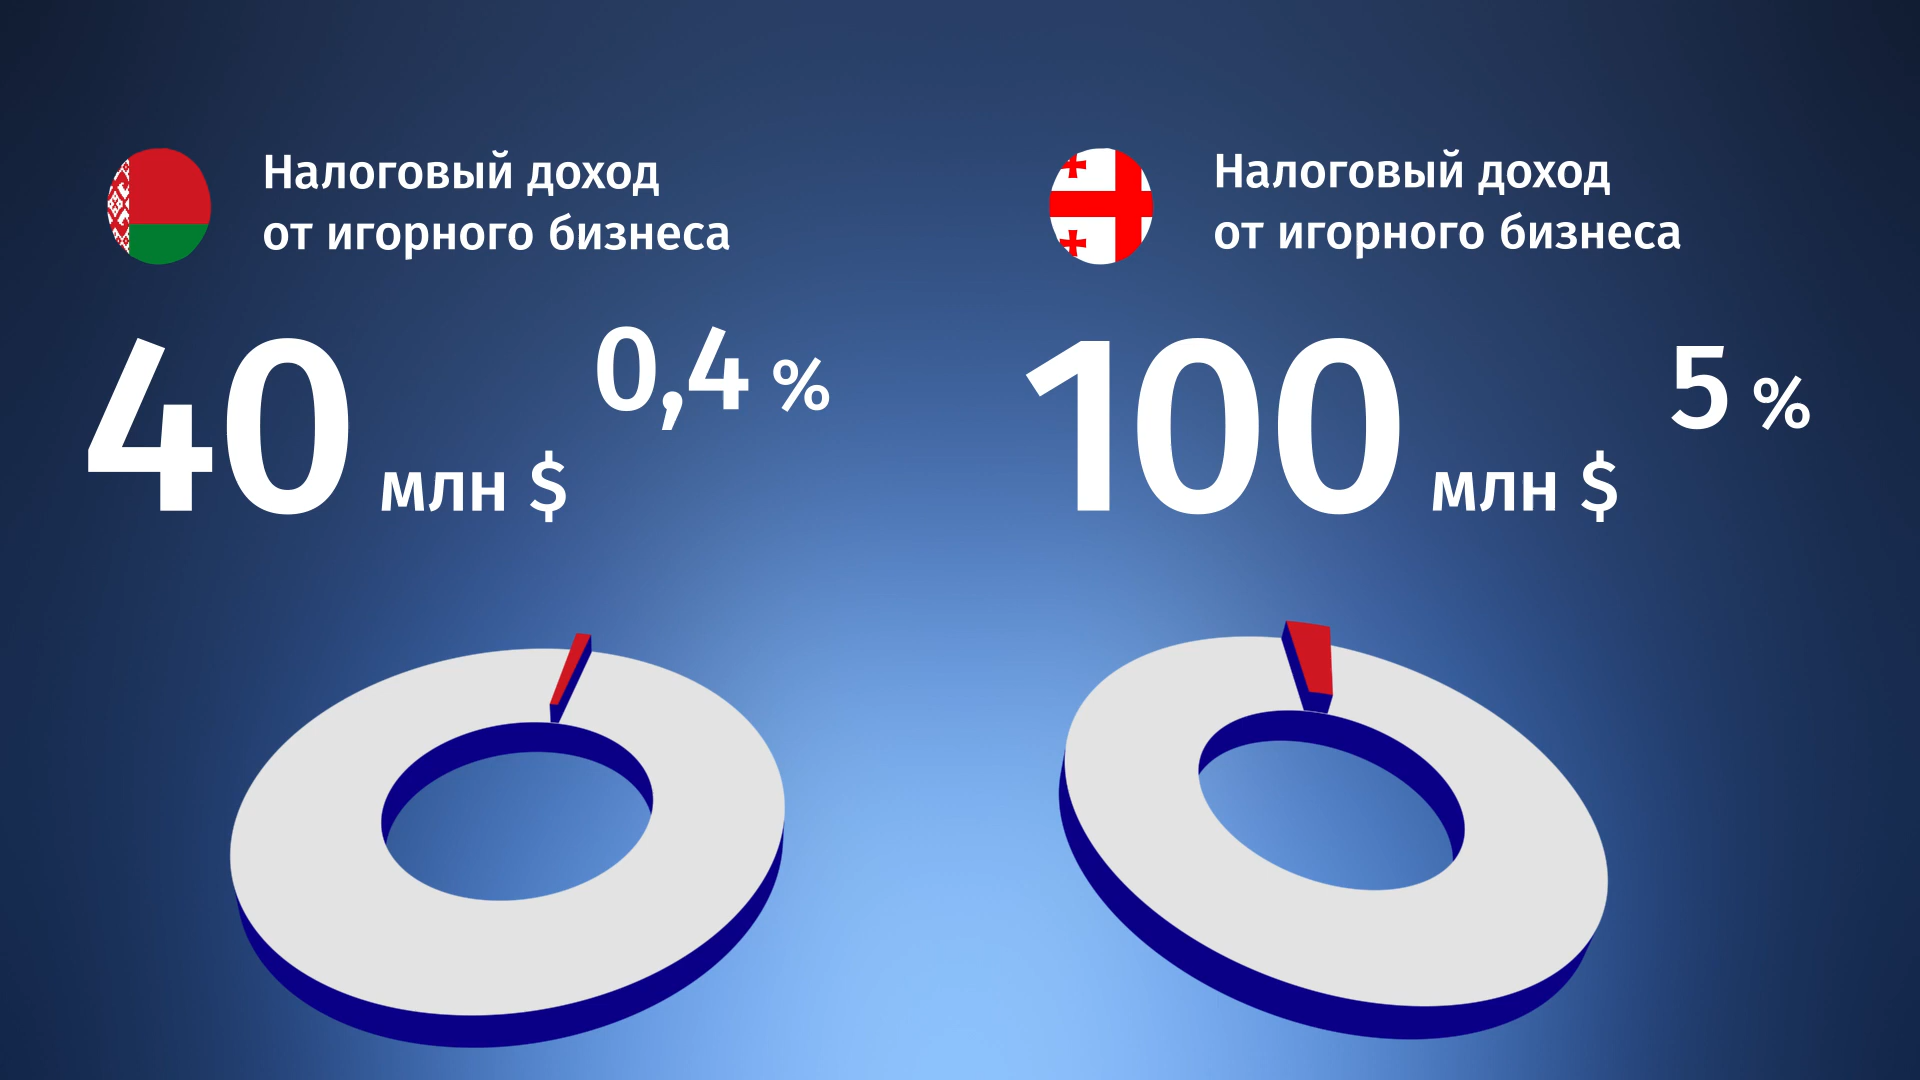 Налоговый доход
от игорного бизнеса
40 млн $
0,4 %
Налоговый доход
от игорного бизнеса
100 млн $
5 %